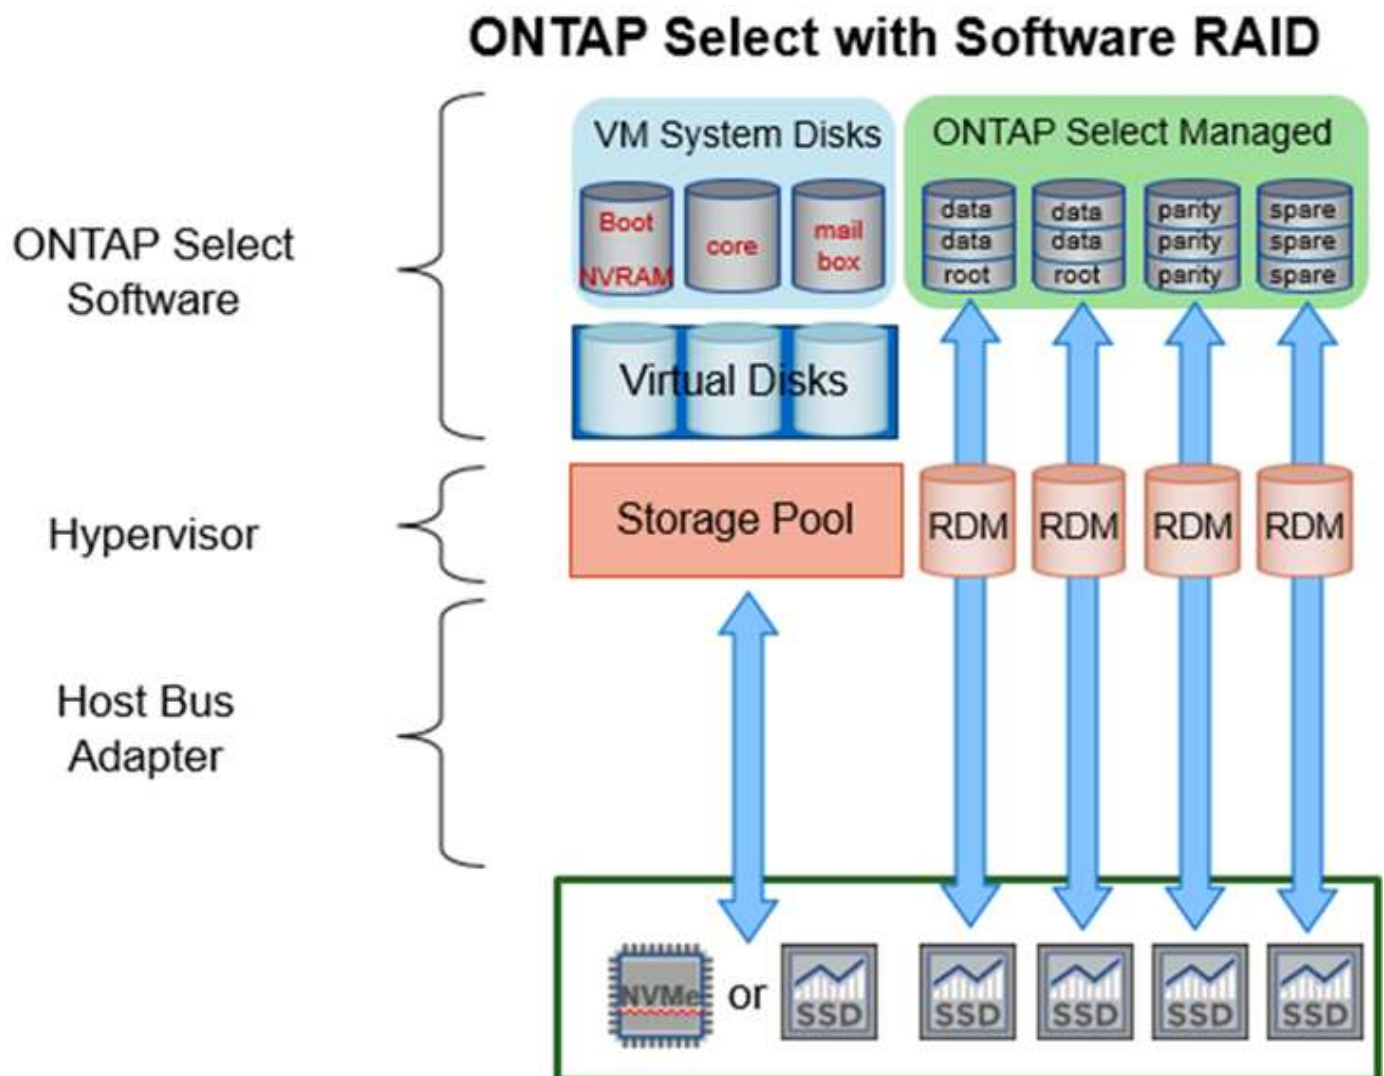 ONTAP Select with Software RAID
ONTAP Select
Software
VM System Disks
Boot
NVRAM
core
mail
box
ONTAP Select Managed
data
data
root
data
data
root
parity
parity
parity
spare
spare
spare
Virtual Disks
Hypervisor
Storage Pool
RDM
RDM
RDM
RDM
Host Bus
Adapter
NVMe
or
SSD
SSD
SSD
SSD
SSD